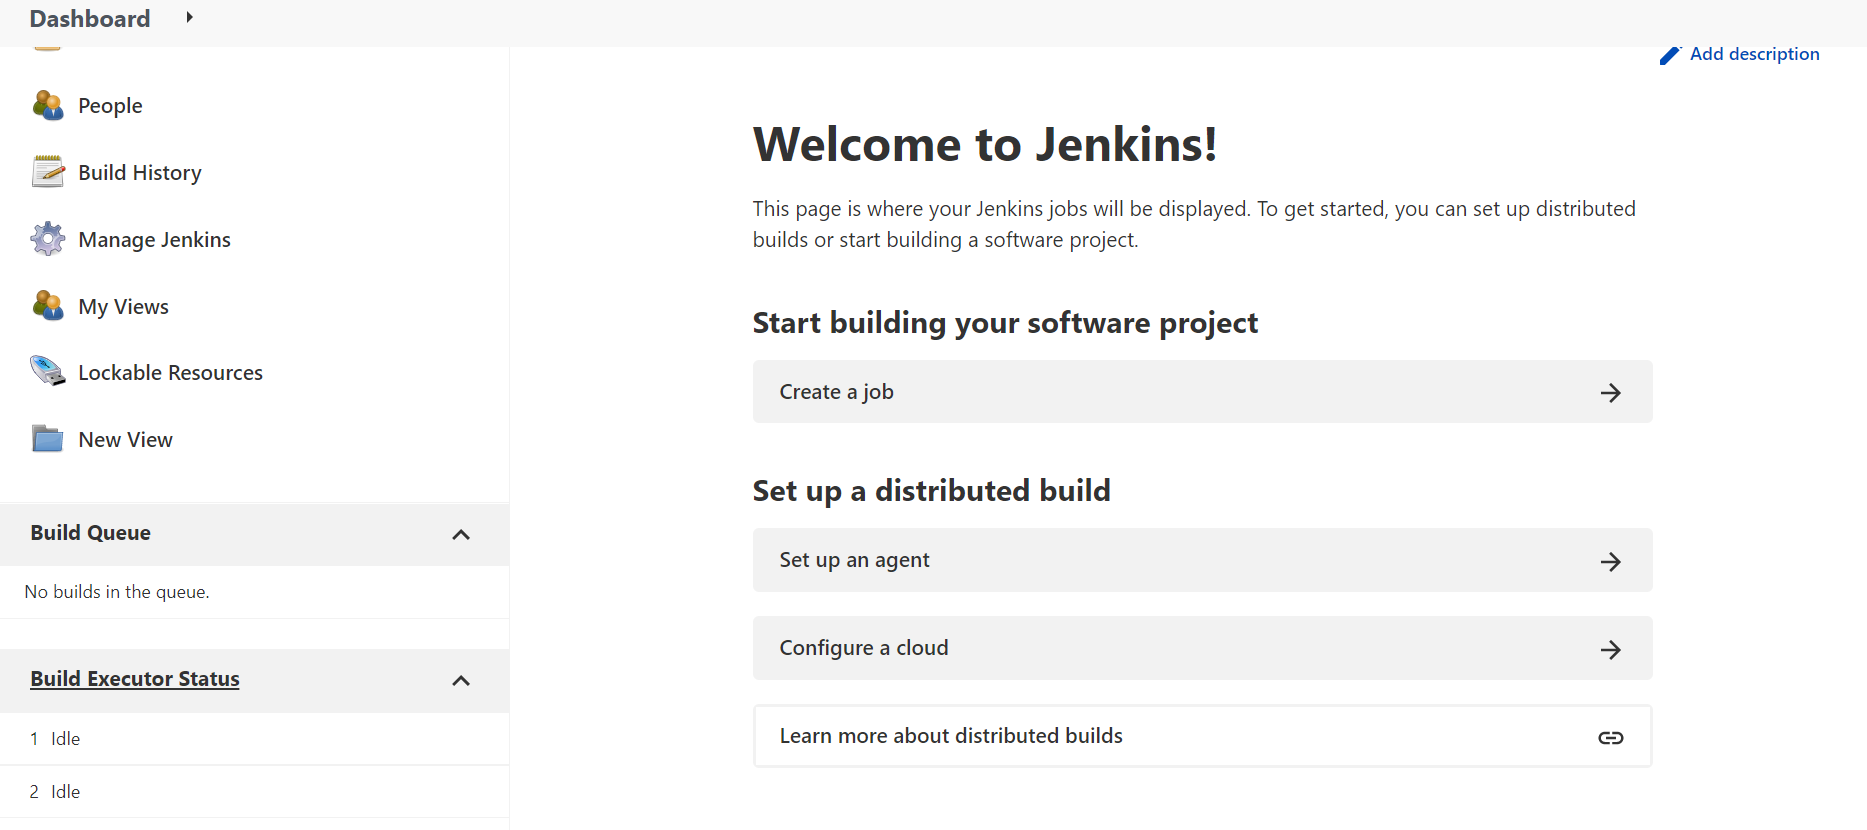 Dashboard
Add description
People
Build History
Manage Jenkins
My Views
Lockable Resources
New View
Build Queue
No builds in the queue.
Build Executor Status
1 Idle
2 Idle
Welcome to Jenkins!
This page is where your Jenkins jobs will be displayed. To get started, you can set up distributed
builds or start building a software project.
Start building your software project
Create a job
Set up a distributed build
Set up an agent
Configure a cloud
Learn more about distributed builds